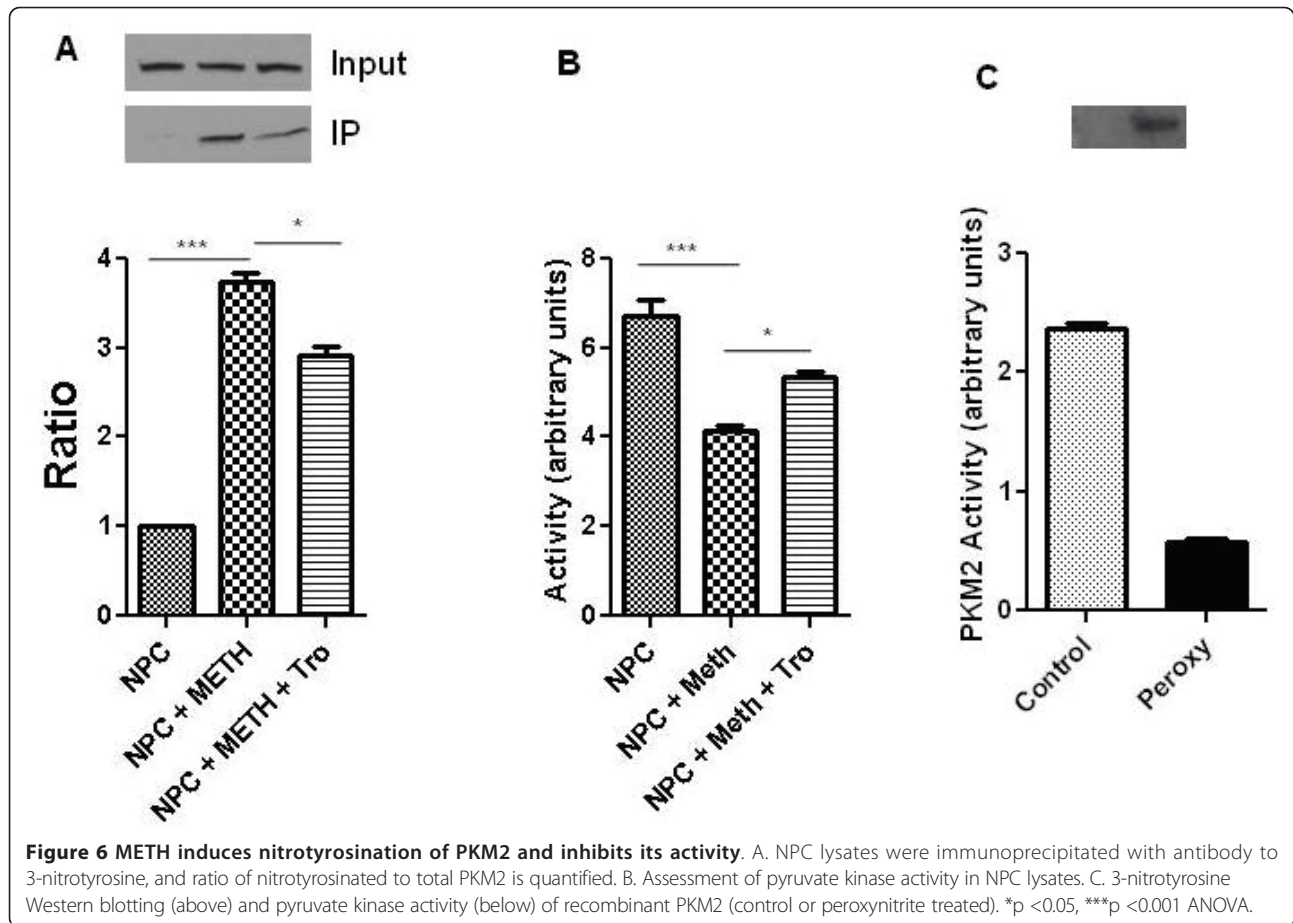 A
Input
IP
***
*
Ratio
4
3
2
1
0
NPC
NPC + METH
NPC + METH + Tro
B
***
*
Activity (arbitrary units)
8
6
4
2
0
NPC
NPC + Meth
NPC + Meth + Tro
C
PKM2 Activity (arbitrary units)
3
2
1
0
Control
Peroxy
Figure 6 METH induces nitrotyrosination of PKM2 and inhibits its activity. A. NPC lysates were immunoprecipitated with antibody to
3-nitrotyrosine, and ratio of nitrotyrosinated to total PKM2 is quantified. B. Assessment of pyruvate kinase activity in NPC lysates. C. 3-nitrotyrosine
Western blotting (above) and pyruvate kinase activity (below) of recombinant PKM2 (control or peroxynitrite treated). *p <0.05, ***p <0.001 ANOVA.